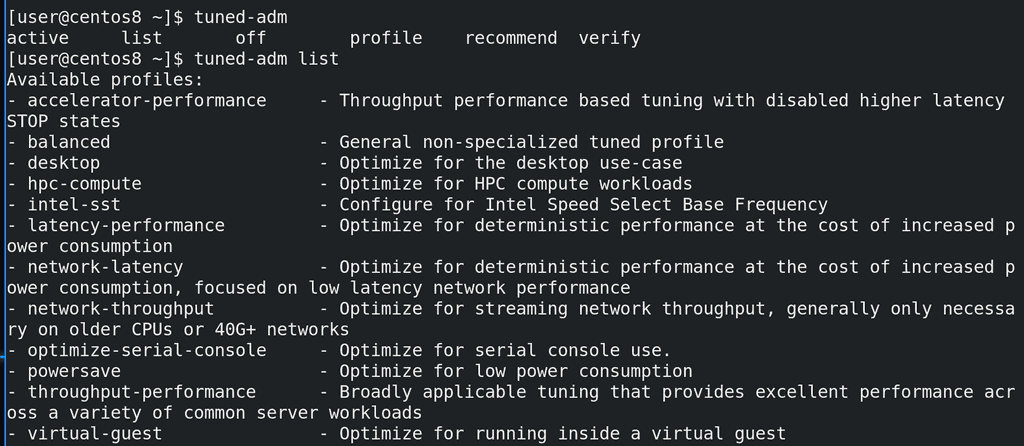 [user@centos8 ~]$ tuned-adm
active     list       off        profile    recommend  verify
[user@centos8 ~]$ tuned-adm list
Available profiles:
- accelerator-performance     - Throughput performance based tuning with disabled higher latency
STOP states
- balanced                    - General non-specialized tuned profile
- desktop                     - Optimize for the desktop use-case
- hpc-compute                 - Optimize for HPC compute workloads
- intel-sst                   - Configure for Intel Speed Select Base Frequency
- latency-performance         - Optimize for deterministic performance at the cost of increased p
ower consumption
- network-latency             - Optimize for deterministic performance at the cost of increased p
ower consumption, focused on low latency network performance
- network-throughput          - Optimize for streaming network throughput, generally only necessa
ry on older CPUs or 40G+ networks
- optimize-serial-console     - Optimize for serial console use.
- powersave                   - Optimize for low power consumption
- throughput-performance      - Broadly applicable tuning that provides excellent performance acr
oss a variety of common server workloads
- virtual-guest               - Optimize for running inside a virtual guest